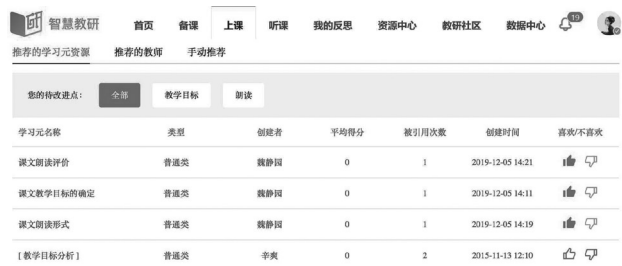 智慧教研 首页 备课 上课 听课 我的反思 资源中心 教研社区 数据中心 19
推荐的学习元资源 推荐的教师 手动推荐
您的待改进点： 全部 教学目标 朗读
学习元名称 类型 创建者 平均得分 被引用次数 创建时间 喜欢/不喜欢
课文朗读评价 普通类 魏静园 0 1 2019-12-05 14:21
课文教学目标的确定 普通类 魏静园 0 1 2019-12-05 14:11
课文朗读形式 普通类 魏静园 0 1 2019-12-05 14:19
[教学目标分析] 普通类 辛爽 0 2 2015-11-13 12:10